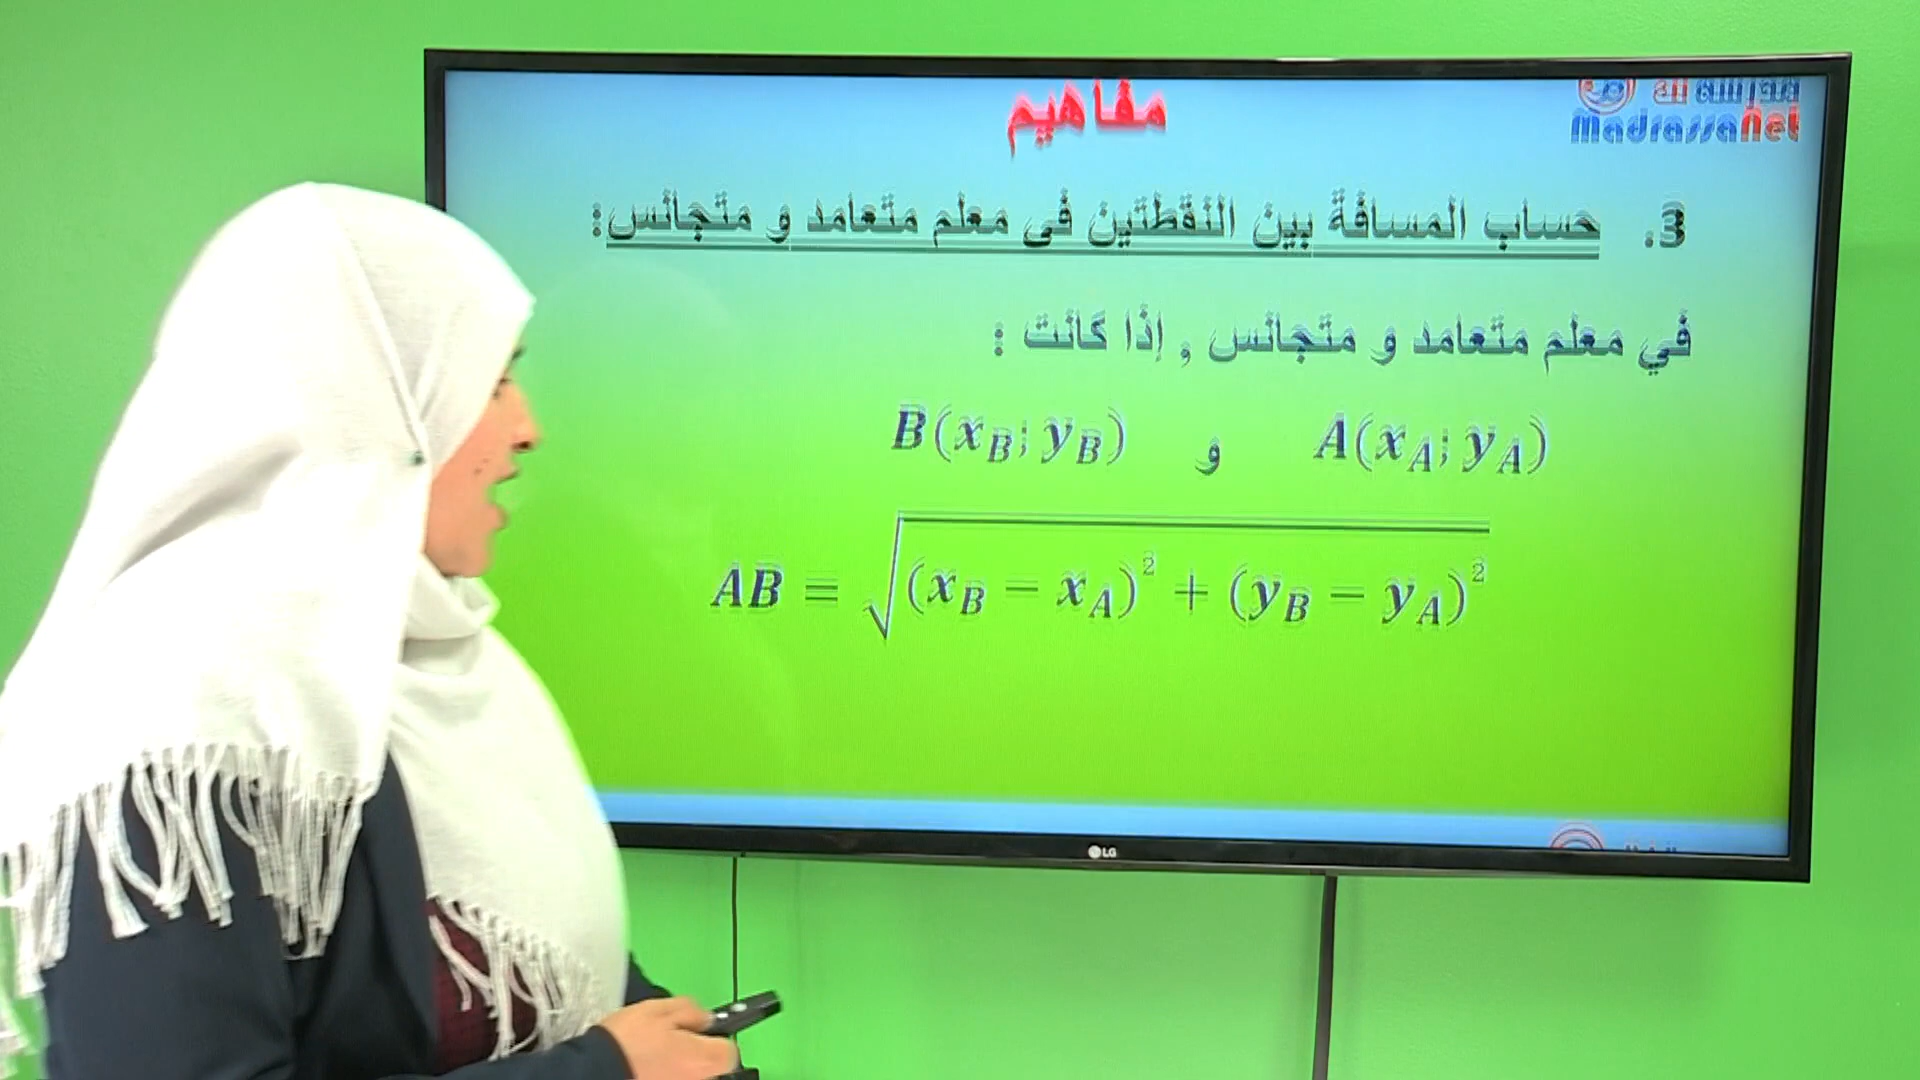 مفاهيم
مدرسة نت
MadrassaNet
3. حساب المسافة بين النقطتين في معلم متعامد و متجانس:
في معلم متعامد و متجانس , إذا كانت :
A(x_A; y_A) و B(x_B; y_B)
AB = √((x_B − x_A)² + (y_B − y_A)²)
LG